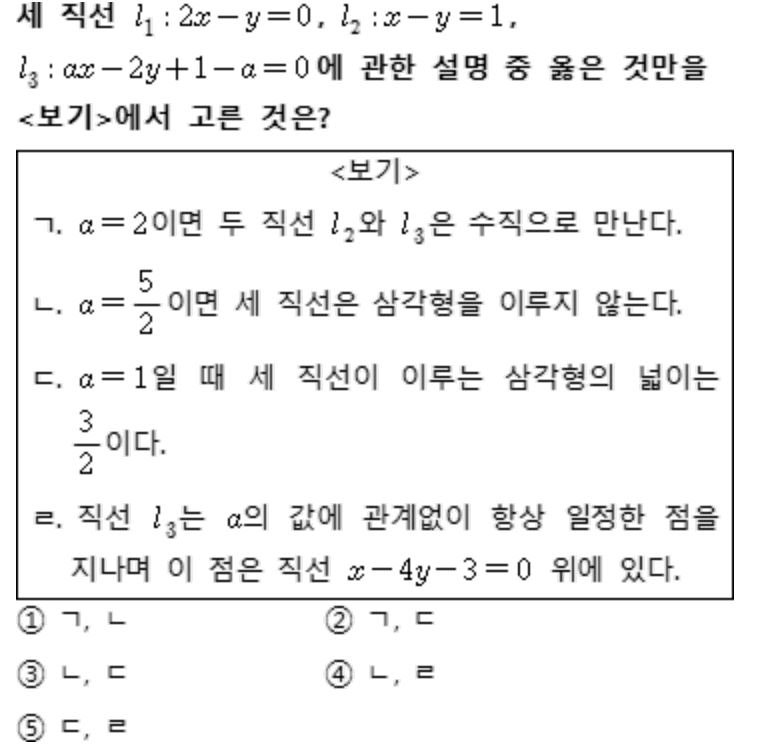 세 직선 l₁ : 2x－y＝0, l₂ : x－y＝1,
l₃ : ax－2y＋1－a＝0에 관한 설명 중 옳은 것만을
<보기>에서 고른 것은?
<보기>
ㄱ. a＝2이면 두 직선 l₂와 l₃은 수직으로 만난다.
ㄴ. a＝5/2이면 세 직선은 삼각형을 이루지 않는다.
ㄷ. a＝1일 때 세 직선이 이루는 삼각형의 넓이는
3/2이다.
ㄹ. 직선 l₃는 a의 값에 관계없이 항상 일정한 점을
지나며 이 점은 직선 x－4y－3＝0 위에 있다.
① ㄱ, ㄴ ② ㄱ, ㄷ
③ ㄴ, ㄷ ④ ㄴ, ㄹ
⑤ ㄷ, ㄹ